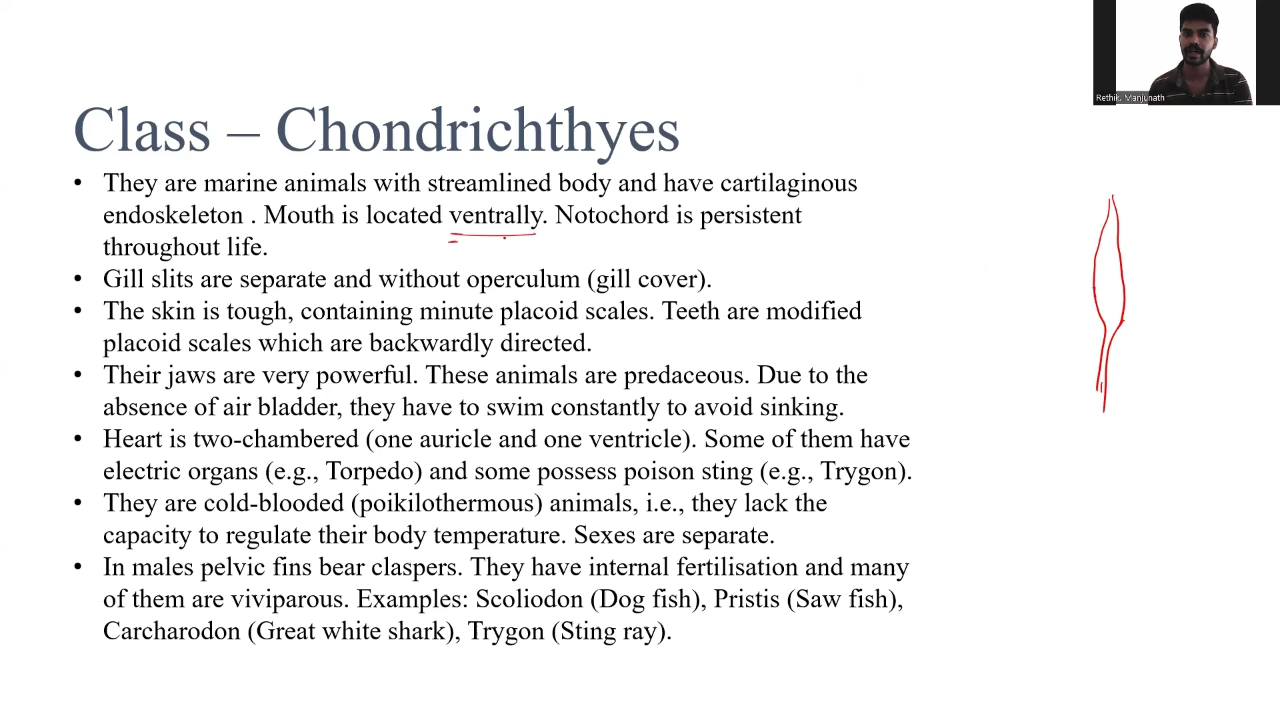 Rethik. Manjunath
Class – Chondrichthyes
• They are marine animals with streamlined body and have cartilaginous
endoskeleton . Mouth is located ventrally. Notochord is persistent
throughout life.
• Gill slits are separate and without operculum (gill cover).
• The skin is tough, containing minute placoid scales. Teeth are modified
placoid scales which are backwardly directed.
• Their jaws are very powerful. These animals are predaceous. Due to the
absence of air bladder, they have to swim constantly to avoid sinking.
• Heart is two-chambered (one auricle and one ventricle). Some of them have
electric organs (e.g., Torpedo) and some possess poison sting (e.g., Trygon).
• They are cold-blooded (poikilothermous) animals, i.e., they lack the
capacity to regulate their body temperature. Sexes are separate.
• In males pelvic fins bear claspers. They have internal fertilisation and many
of them are viviparous. Examples: Scoliodon (Dog fish), Pristis (Saw fish),
Carcharodon (Great white shark), Trygon (Sting ray).